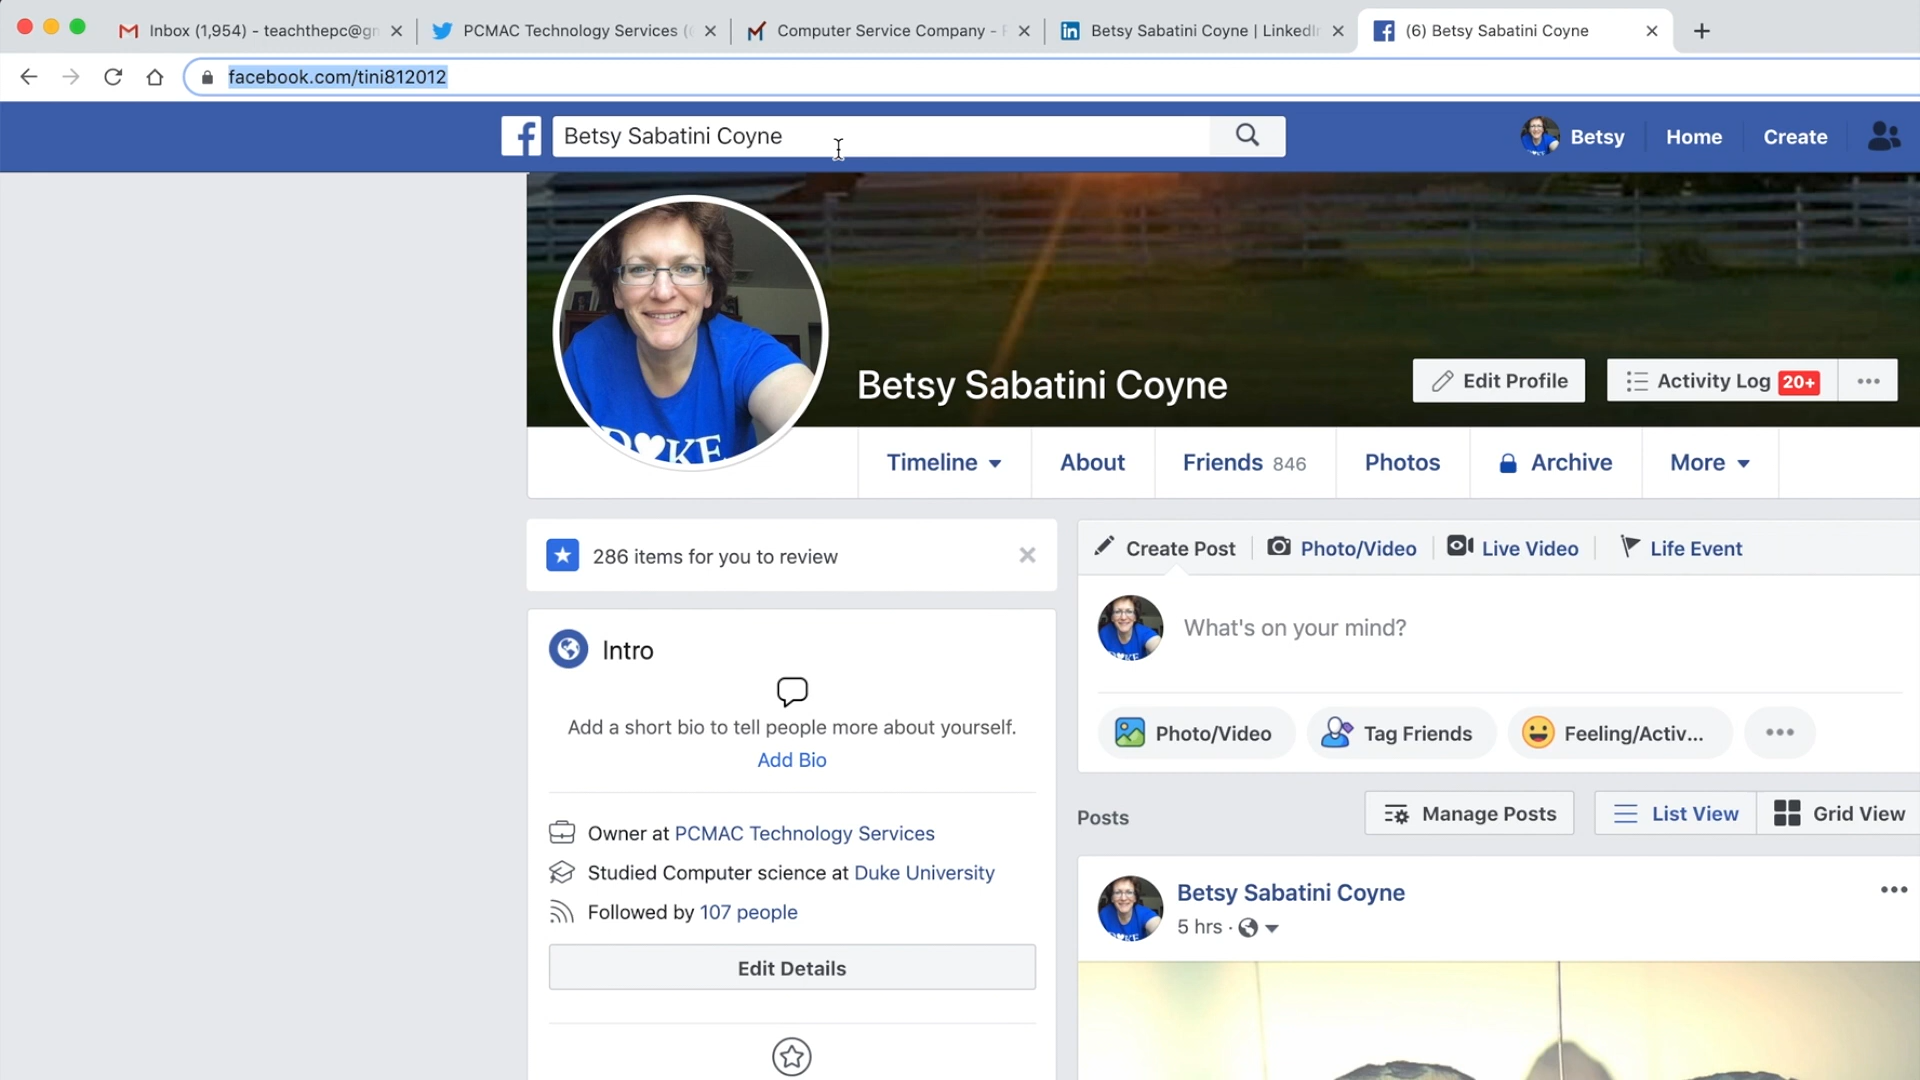 Inbox (1,954) - teachthepc@gn
PCMAC Technology Services (
Computer Service Company -
Betsy Sabatini Coyne | LinkedIn
(6) Betsy Sabatini Coyne
facebook.com/tini812012
Betsy Sabatini Coyne
Betsy
Home
Create
DUKE
Betsy Sabatini Coyne
Edit Profile
Activity Log 20+
Timeline
About
Friends 846
Photos
Archive
More
286 items for you to review
Create Post
Photo/Video
Live Video
Life Event
Intro
What's on your mind?
Add a short bio to tell people more about yourself.
Add Bio
Photo/Video
Tag Friends
Feeling/Activ...
Posts
Manage Posts
List View
Grid View
Owner at PCMAC Technology Services
Studied Computer science at Duke University
Followed by 107 people
Edit Details
Betsy Sabatini Coyne
5 hrs ·